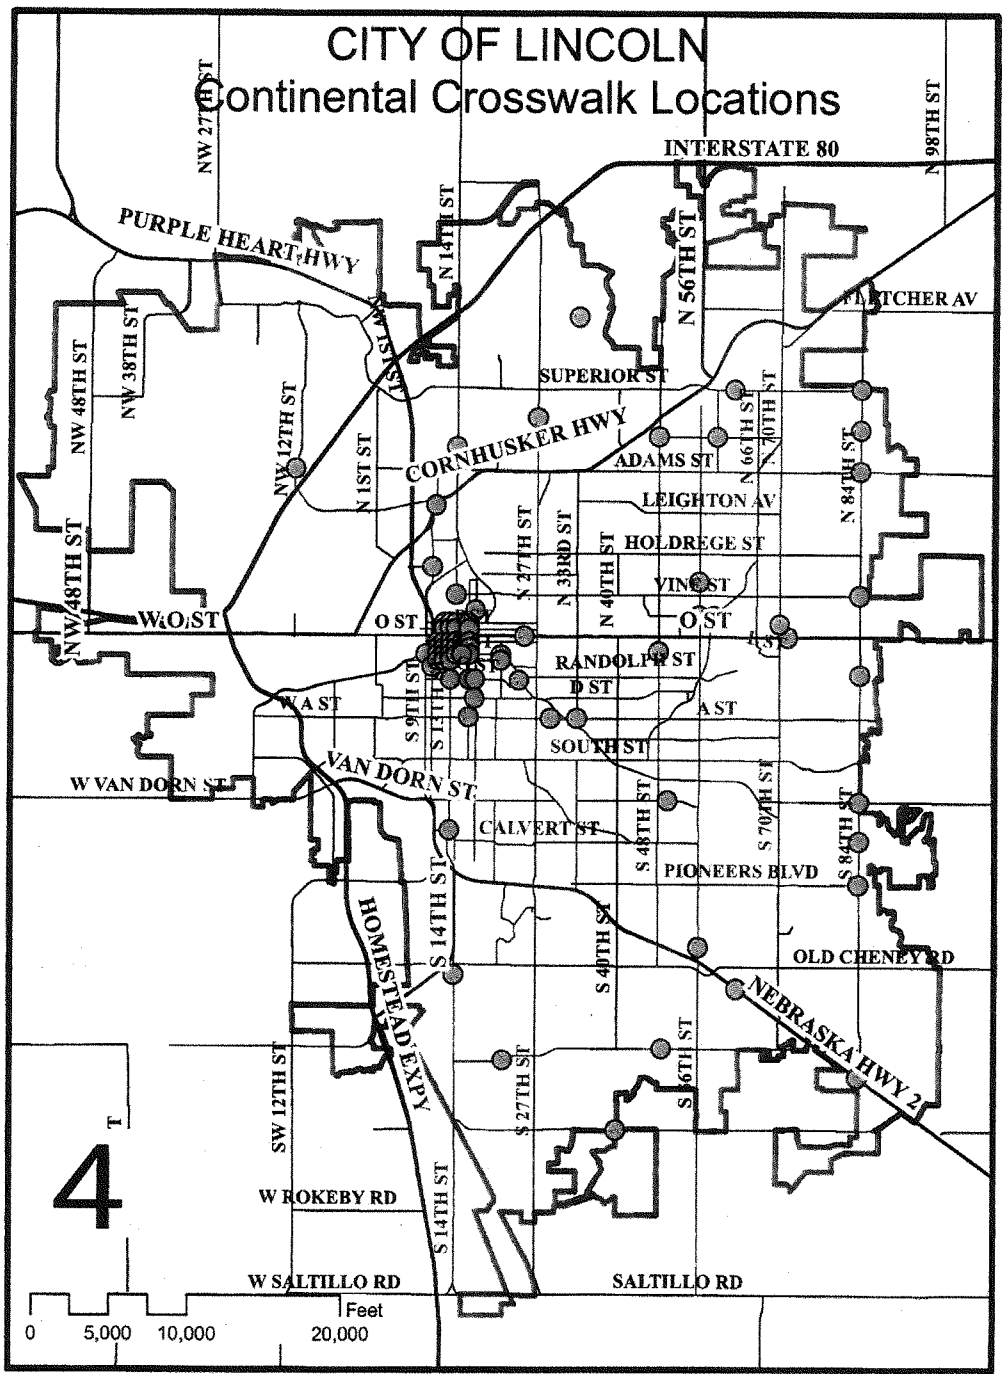 CITY OF LINCOLN
Continental Crosswalk Locations
NW 27TH ST
N 98TH ST
INTERSTATE 80
PURPLE HEART HWY
N 14TH ST
N 56TH ST
FLETCHER AV
NW 1ST ST
NW 38TH ST
NW 48TH ST
SUPERIOR ST
NW 12TH ST
CORNHUSKER HWY
N 66TH ST
N 70TH ST
N 1ST ST
ADAMS ST
N 84TH ST
LEIGHTON AV
N 27TH ST
N 33RD ST
N 40TH ST
HOLDREGE ST
NW 48TH ST
VINE ST
W O ST
O ST
O ST
RANDOLPH ST
D ST
S 9TH ST
S 13TH ST
W A ST
A ST
SOUTH ST
VAN DORN ST
W VAN DORN ST
S 48TH ST
S 70TH ST
S 84TH ST
CALVERT ST
PIONEERS BLVD
S 14TH ST
HOMESTEAD EXPY
S 40TH ST
OLD CHENEY RD
NEBRASKA HWY 2
SW 12TH ST
S 27TH ST
S 56TH ST
T
4
W ROKEBY RD
S 14TH ST
W SALTILLO RD
SALTILLO RD
Feet
0 5,000 10,000 20,000